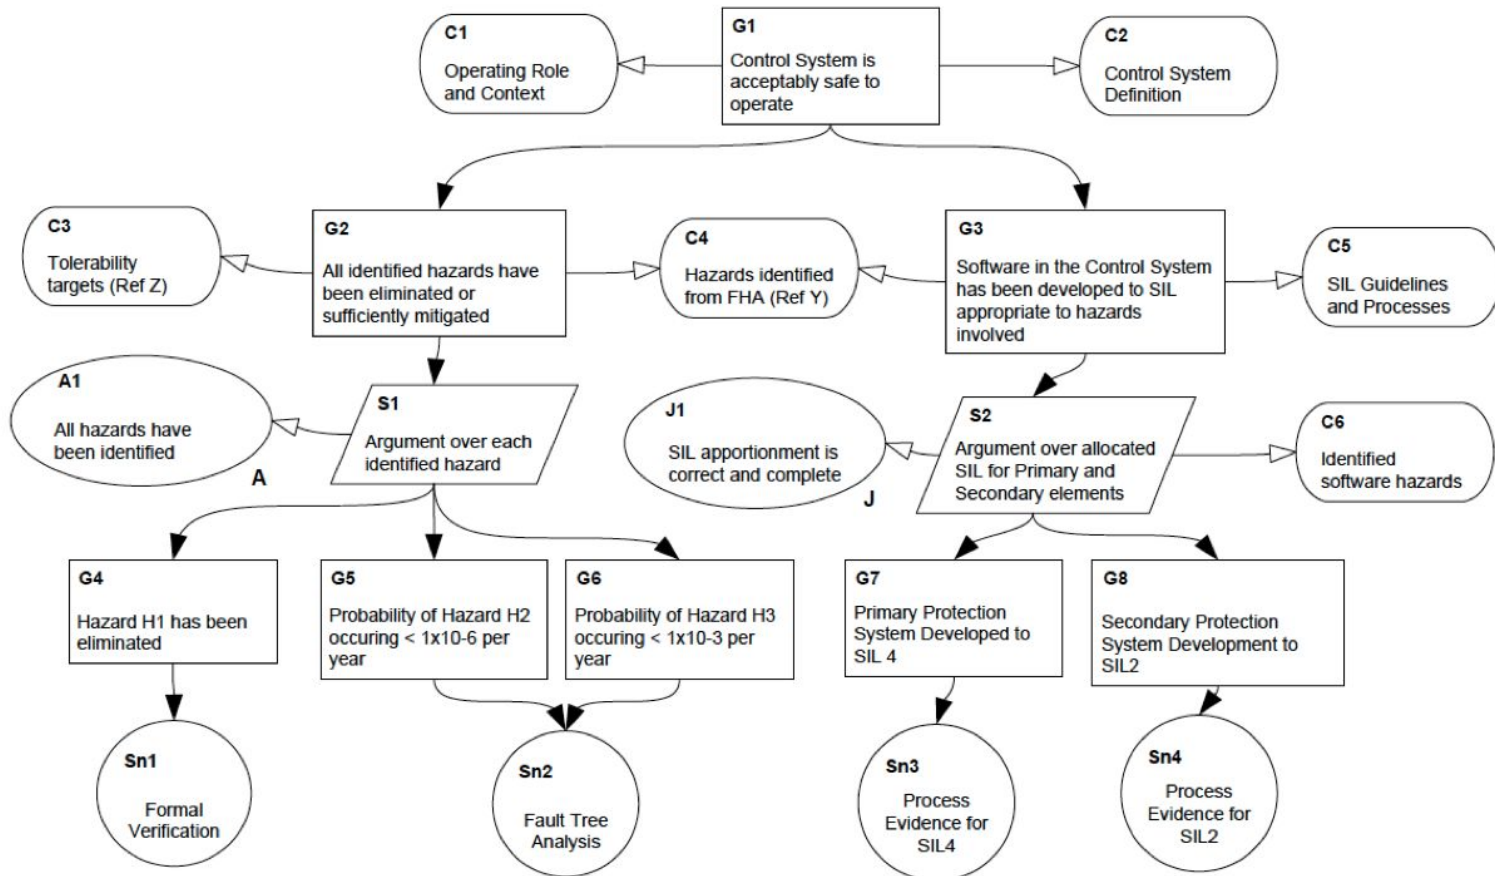 C1
Operating Role
and Context
G1
Control System is
acceptably safe to
operate
C2
Control System
Definition
C3
Tolerability
targets (Ref Z)
G2
All identified hazards have
been eliminated or
sufficiently mitigated
C4
Hazards identified
from FHA (Ref Y)
G3
Software in the Control System
has been developed to SIL
appropriate to hazards
involved
C5
SIL Guidelines
and Processes
A1
All hazards have
been identified
A
S1
Argument over each
identified hazard
J1
SIL apportionment is
correct and complete
J
S2
Argument over allocated
SIL for Primary and
Secondary elements
C6
Identified
software hazards
G4
Hazard H1 has been
eliminated
G5
Probability of Hazard H2
occuring < 1x10-6 per
year
G6
Probability of Hazard H3
occuring < 1x10-3 per
year
G7
Primary Protection
System Developed to
SIL 4
G8
Secondary Protection
System Development to
SIL2
Sn1
Formal
Verification
Sn2
Fault Tree
Analysis
Sn3
Process
Evidence for
SIL4
Sn4
Process
Evidence for
SIL2